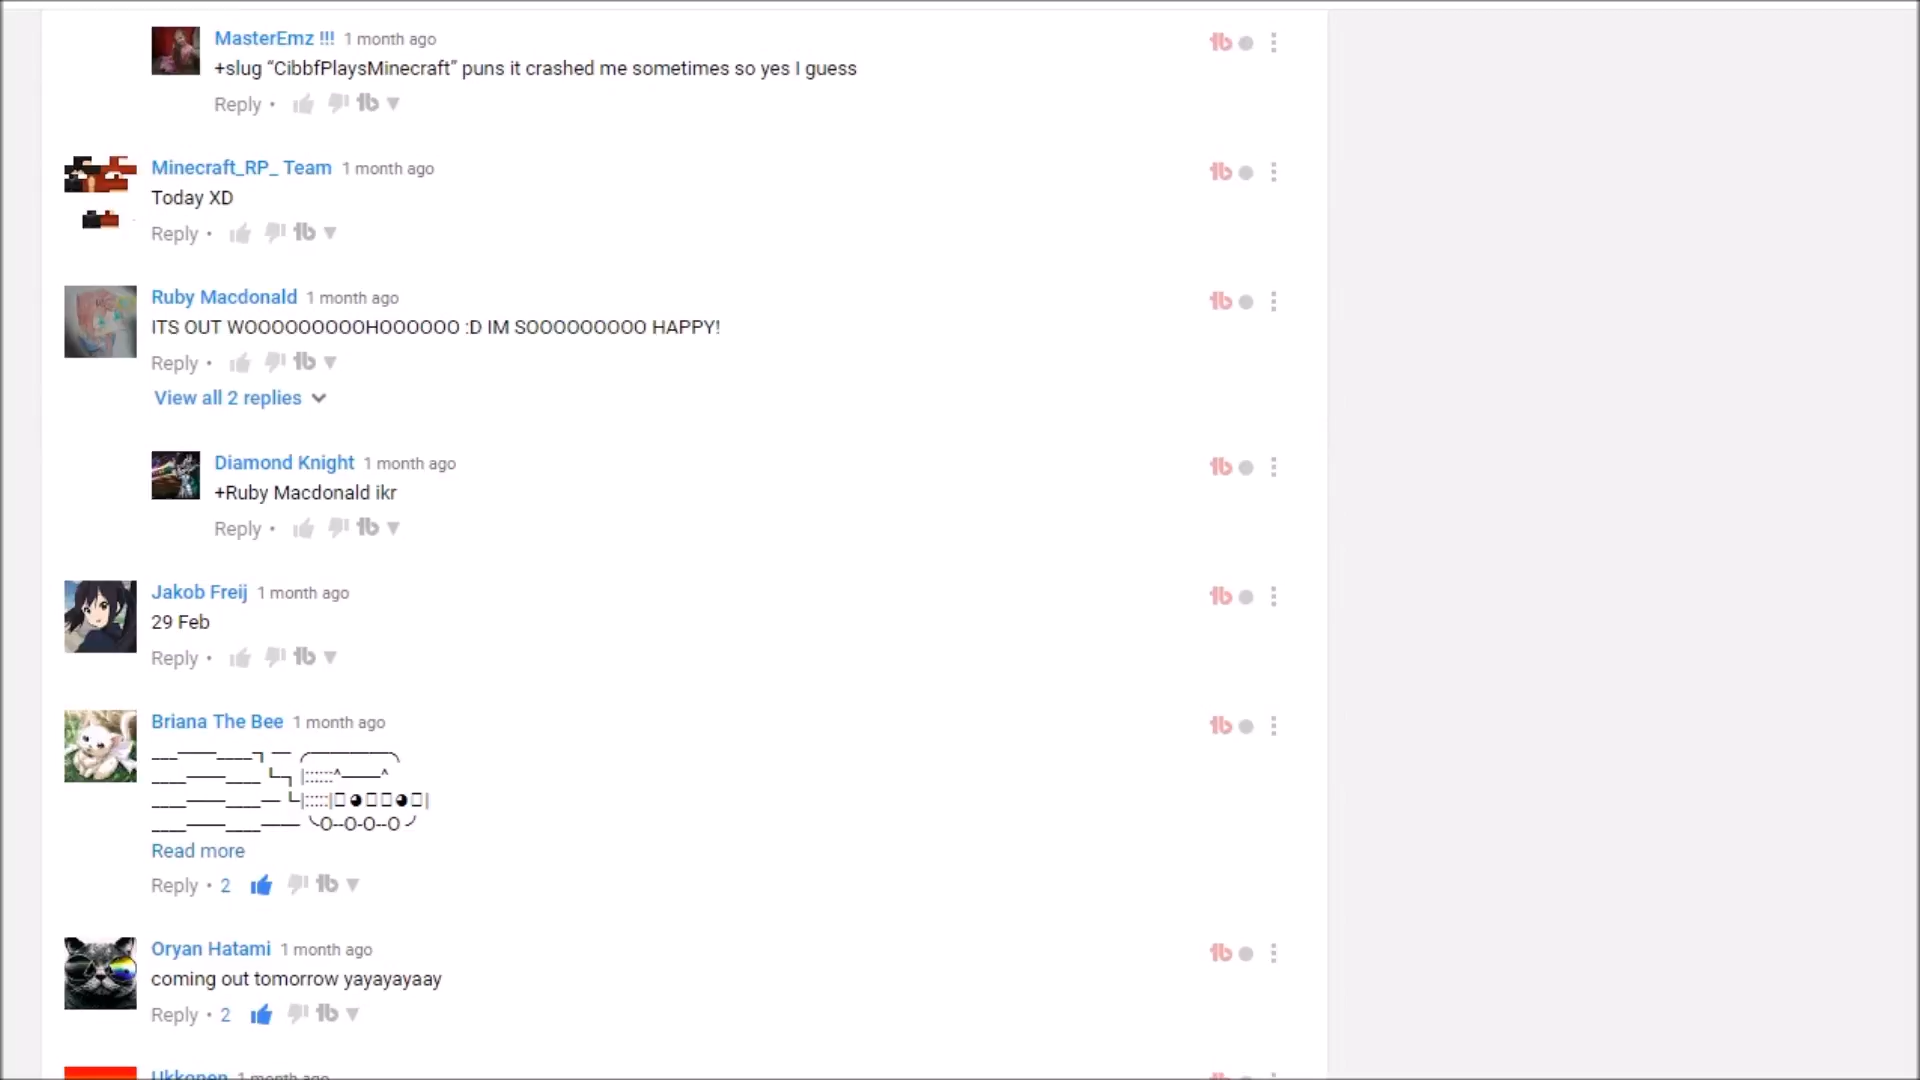 MasterEmz !!! 1 month ago
+slug “CibbfPlaysMinecraft” puns it crashed me sometimes so yes I guess
Reply •
Minecraft_RP_ Team 1 month ago
Today XD
Reply •
Ruby Macdonald 1 month ago
ITS OUT WOOOOOOOOOHOOOOOO :D IM SOOOOOOOOO HAPPY!
Reply •
View all 2 replies
Diamond Knight 1 month ago
+Ruby Macdonald ikr
Reply •
Jakob Freij 1 month ago
29 Feb
Reply •
Briana The Bee 1 month ago
Read more
Reply • 2
Oryan Hatami 1 month ago
coming out tomorrow yayayayaay
Reply • 2
Ukkonen 1 month ago